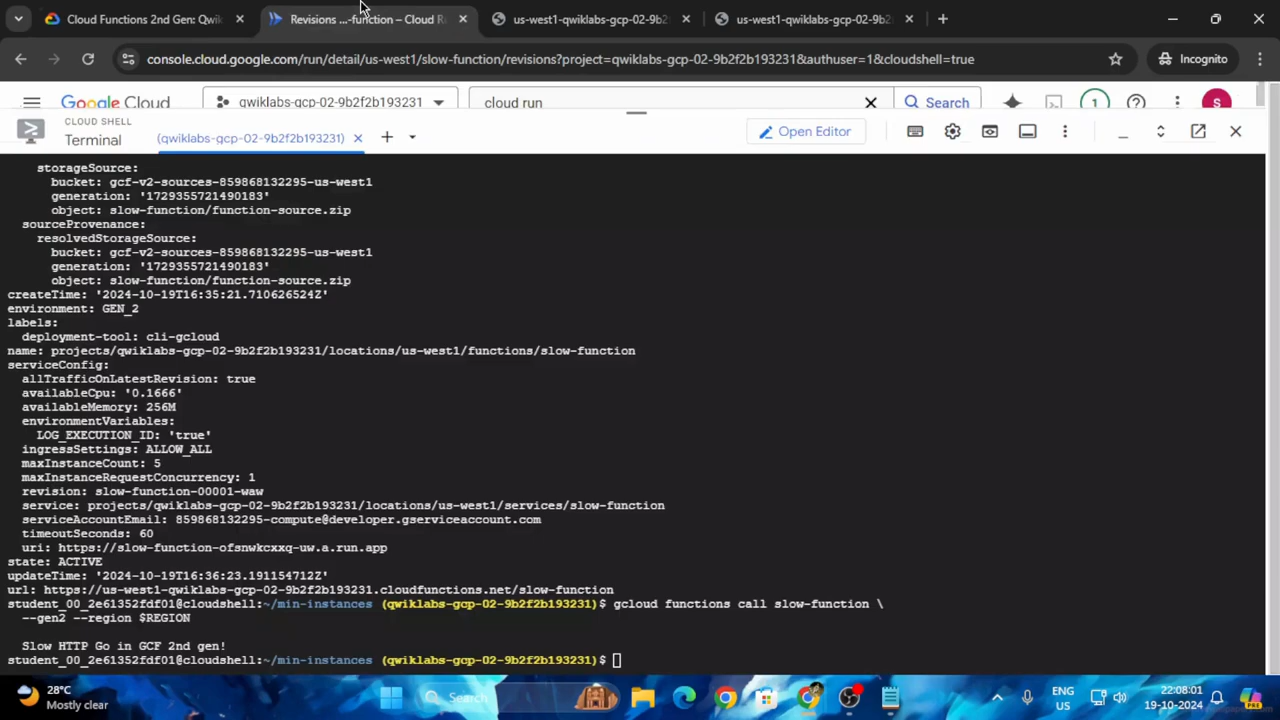 Cloud Functions 2nd Gen: Qwi
Revisions ...-function – Cloud R
us-west1-qwiklabs-gcp-02-9b2
us-west1-qwiklabs-gcp-02-9b2
console.cloud.google.com/run/detail/us-west1/slow-function/revisions?project=qwiklabs-gcp-02-9b2f2b193231&authuser=1&cloudshell=true
Incognito
Google Cloud
qwiklabs-gcp-02-9b2f2b193231
cloud run
Search
1
S
CLOUD SHELL
Terminal
(qwiklabs-gcp-02-9b2f2b193231)
Open Editor
storageSource:
bucket: gcf-v2-sources-859868132295-us-west1
generation: '1729355721490183'
object: slow-function/function-source.zip
sourceProvenance:
resolvedStorageSource:
bucket: gcf-v2-sources-859868132295-us-west1
generation: '1729355721490183'
object: slow-function/function-source.zip
createTime: '2024-10-19T16:35:21.710626524Z'
environment: GEN_2
labels:
deployment-tool: cli-gcloud
name: projects/qwiklabs-gcp-02-9b2f2b193231/locations/us-west1/functions/slow-function
serviceConfig:
allTrafficOnLatestRevision: true
availableCpu: '0.1666'
availableMemory: 256M
environmentVariables:
LOG_EXECUTION_ID: 'true'
ingressSettings: ALLOW_ALL
maxInstanceCount: 5
maxInstanceRequestConcurrency: 1
revision: slow-function-00001-waw
service: projects/qwiklabs-gcp-02-9b2f2b193231/locations/us-west1/services/slow-function
serviceAccountEmail: 859868132295-compute@developer.gserviceaccount.com
timeoutSeconds: 60
uri: https://slow-function-ofsnwkcxxq-uw.a.run.app
state: ACTIVE
updateTime: '2024-10-19T16:36:23.191154712Z'
url: https://us-west1-qwiklabs-gcp-02-9b2f2b193231.cloudfunctions.net/slow-function
student_00_2e61352fdf01@cloudshell:~/min-instances (qwiklabs-gcp-02-9b2f2b193231)$ gcloud functions call slow-function \
--gen2 --region $REGION
Slow HTTP Go in GCF 2nd gen!
student_00_2e61352fdf01@cloudshell:~/min-instances (qwiklabs-gcp-02-9b2f2b193231)$
28°C
Mostly clear
Search
ENG
US
22:08:01
19-10-2024